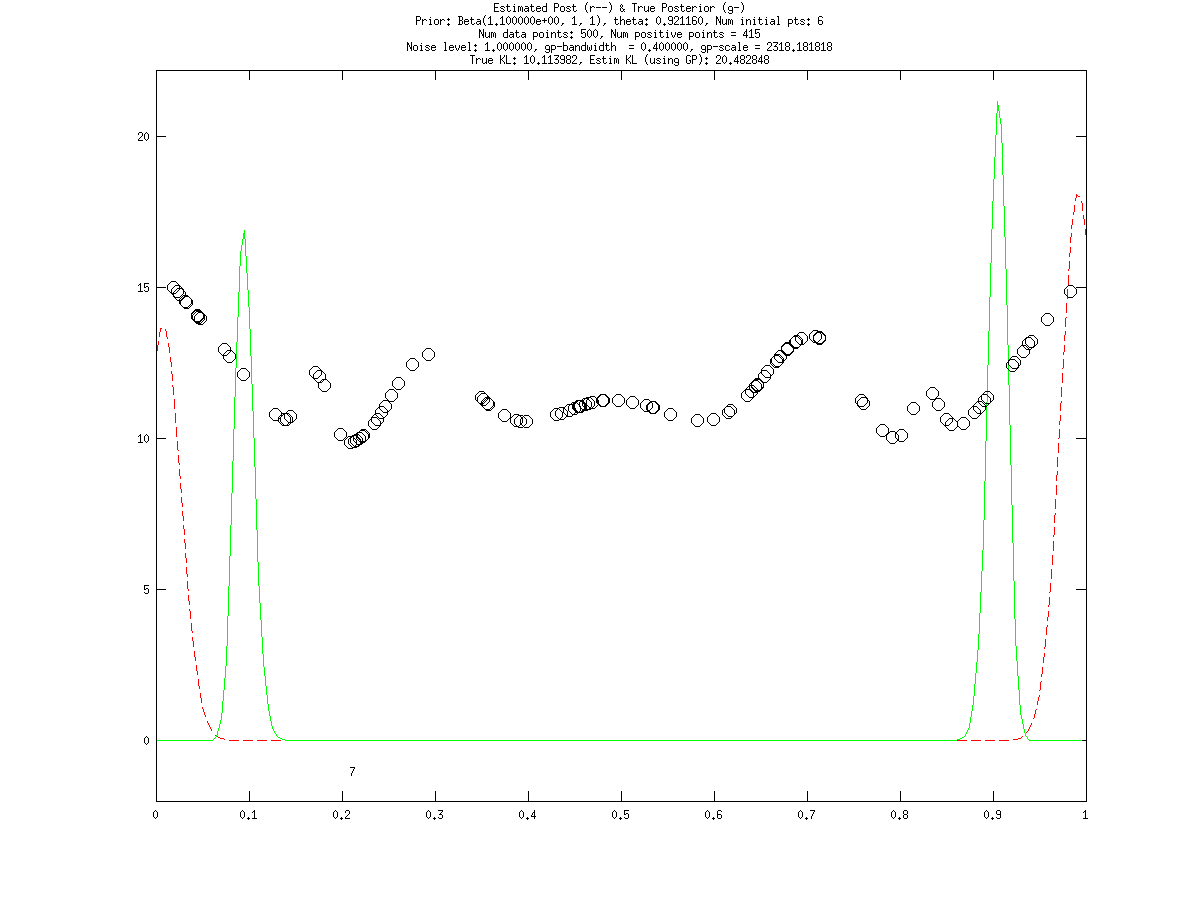 Estimated Post (r--) & True Posterior (g-)
Prior: Beta(1.100000e+00, 1, 1), theta: 0.921160, Num initial pts: 6
Num data points: 500, Num positive points = 415
Noise level: 1.000000, gp-bandwidth  = 0.400000, gp-scale = 2318.181818
True KL: 10.113982, Estim KL (using GP): 20.482848
20
15
10
5
0
7
0 0.1 0.2 0.3 0.4 0.5 0.6 0.7 0.8 0.9 1